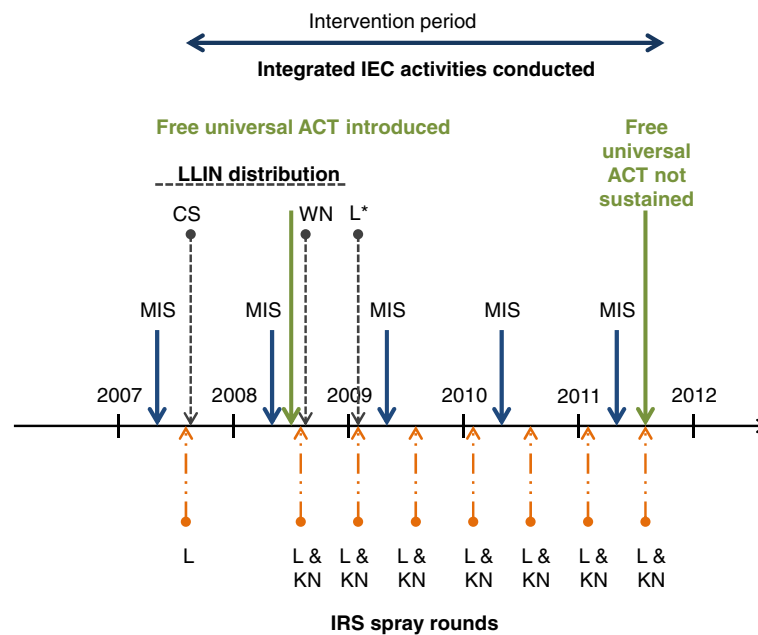 Intervention period
Integrated IEC activities conducted
Free universal ACT introduced
Free
universal
ACT not
sustained
LLIN distribution
CS
WN
L*
MIS
MIS
MIS
MIS
MIS
2007
2008
2009
2010
2011
2012
L
L &
KN
L &
KN
L &
KN
L &
KN
L &
KN
L &
KN
L &
KN
IRS spray rounds